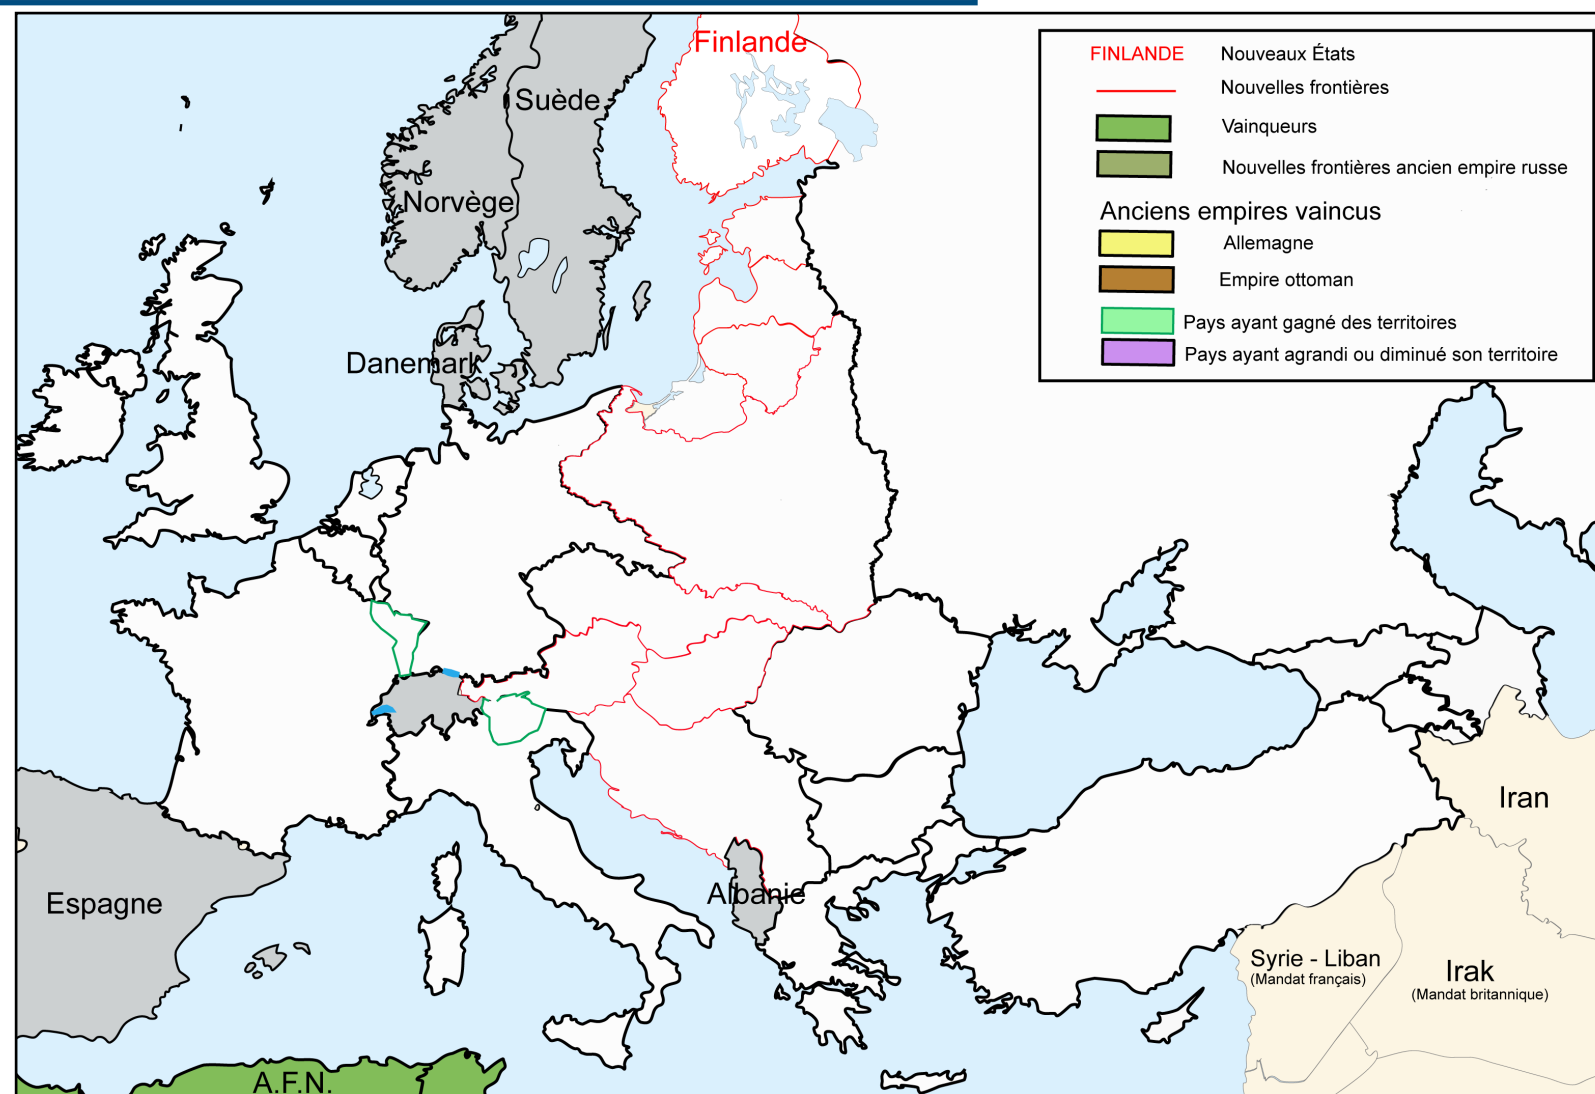 Finlande
Suède
Norvège
Danemark
Espagne
Albanie
A.F.N.
Iran
Syrie - Liban
(Mandat français)
Irak
(Mandat britannique)
FINLANDE Nouveaux États
Nouvelles frontières
Vainqueurs
Nouvelles frontières ancien empire russe
Anciens empires vaincus
Allemagne
Empire ottoman
Pays ayant gagné des territoires
Pays ayant agrandi ou diminué son territoire